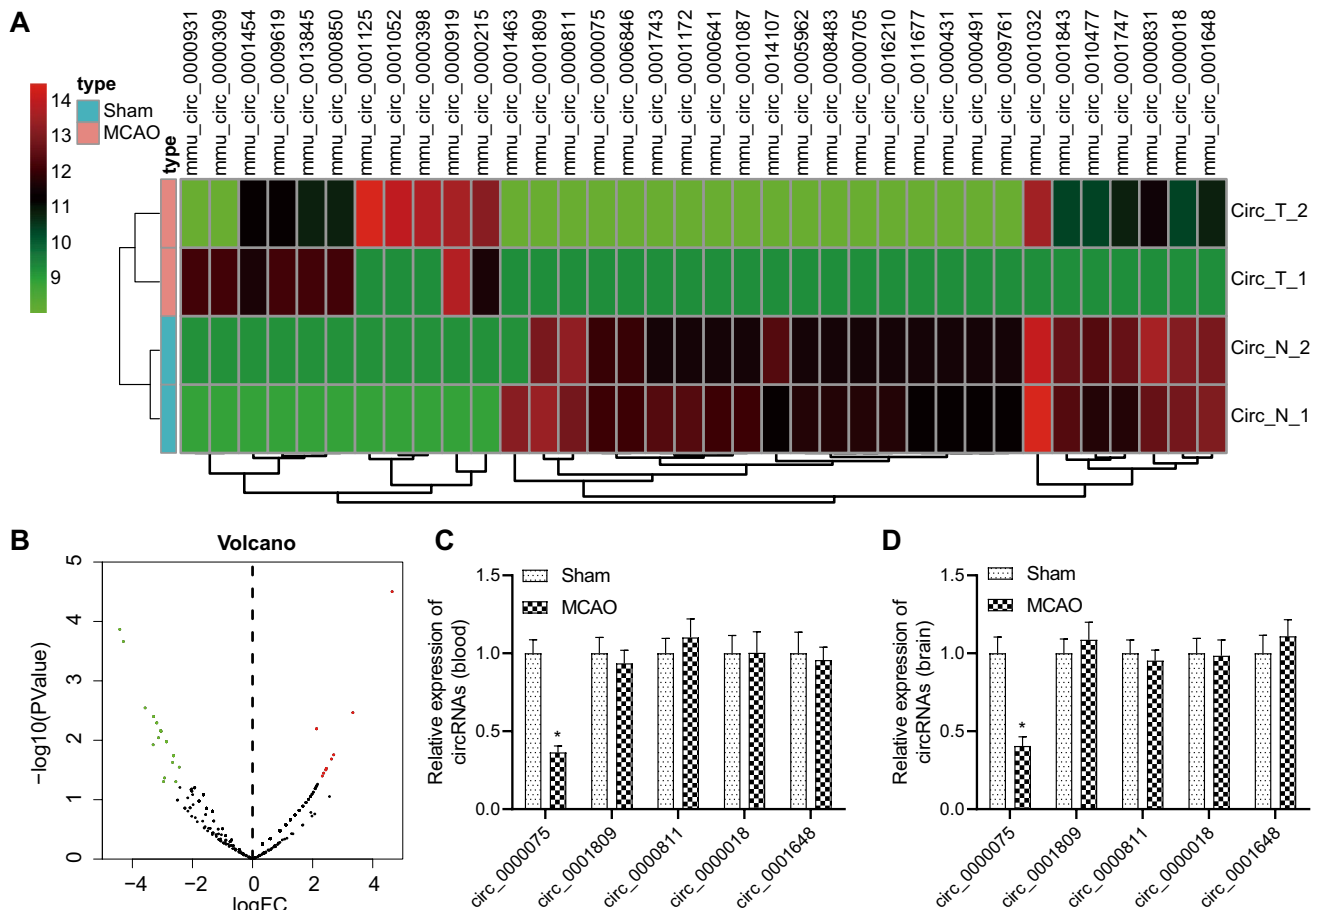 A
mmu_circ_0000931
mmu_circ_0000309
mmu_circ_0001454
mmu_circ_0009619
mmu_circ_0013845
mmu_circ_0000850
mmu_circ_0001125
mmu_circ_0001052
mmu_circ_0000398
mmu_circ_0000919
mmu_circ_0000215
mmu_circ_0001463
mmu_circ_0001809
mmu_circ_0000811
mmu_circ_0000075
mmu_circ_0006846
mmu_circ_0001743
mmu_circ_0001172
mmu_circ_0000641
mmu_circ_0001087
mmu_circ_0014107
mmu_circ_0005962
mmu_circ_0008483
mmu_circ_0000705
mmu_circ_0016210
mmu_circ_0011677
mmu_circ_0000431
mmu_circ_0000491
mmu_circ_0009761
mmu_circ_0001032
mmu_circ_0001843
mmu_circ_0010477
mmu_circ_0001747
mmu_circ_0000831
mmu_circ_0000018
mmu_circ_0001648
14
13
12
11
10
9
type
Sham
MCAO
type
Circ_T_2
Circ_T_1
Circ_N_2
Circ_N_1
B
Volcano
−log10(PValue)
5
4
3
2
1
0
−4
−2
0
2
4
logFC
C
Relative expression of
circRNAs (blood)
1.5
1.0
0.5
0.0
Sham
MCAO
*
circ_0000075
circ_0001809
circ_0000811
circ_0000018
circ_0001648
D
Relative expression of
circRNAs (brain)
1.5
1.0
0.5
0.0
Sham
MCAO
*
circ_0000075
circ_0001809
circ_0000811
circ_0000018
circ_0001648